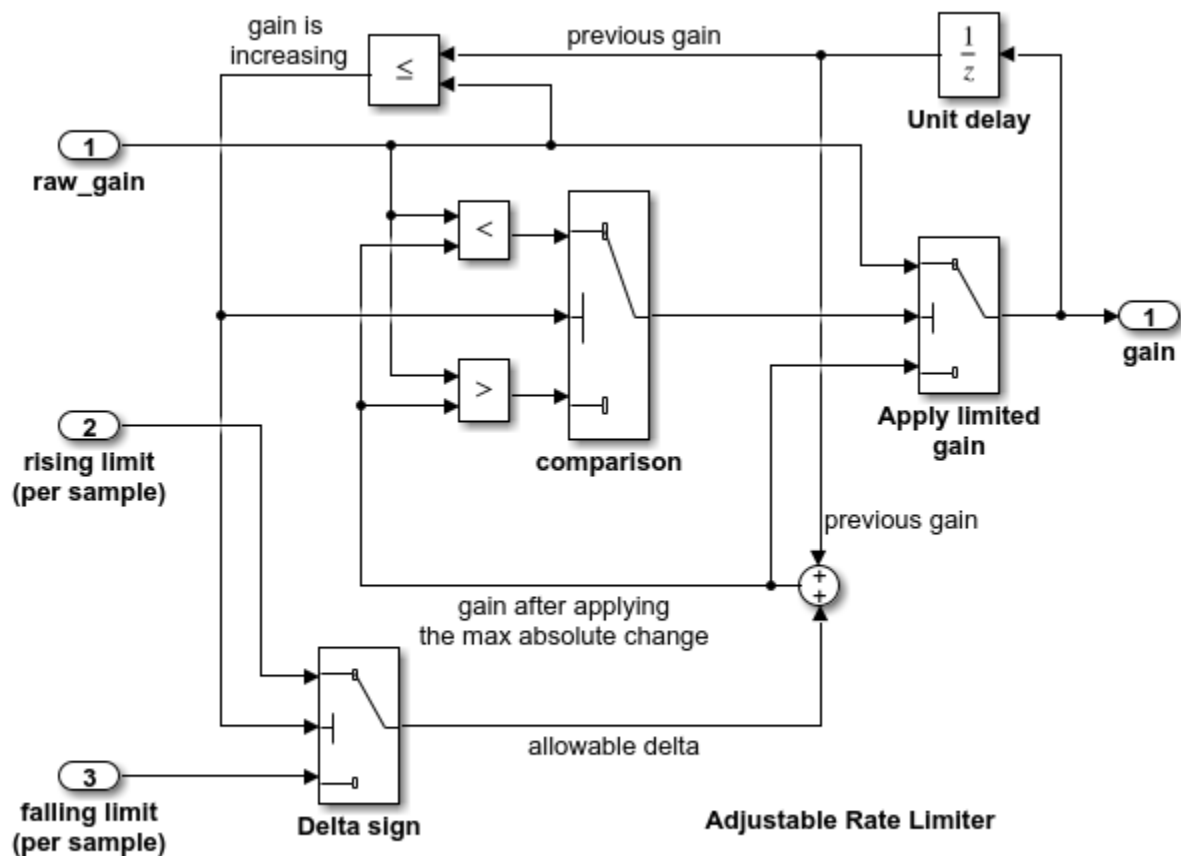 gain is
increasing
previous gain
≤
1
z
Unit delay
1
raw_gain
<
>
comparison
Apply limited
gain
1
gain
2
rising limit
(per sample)
previous gain
+
+
gain after applying
the max absolute change
allowable delta
3
falling limit
(per sample)
Delta sign
Adjustable Rate Limiter